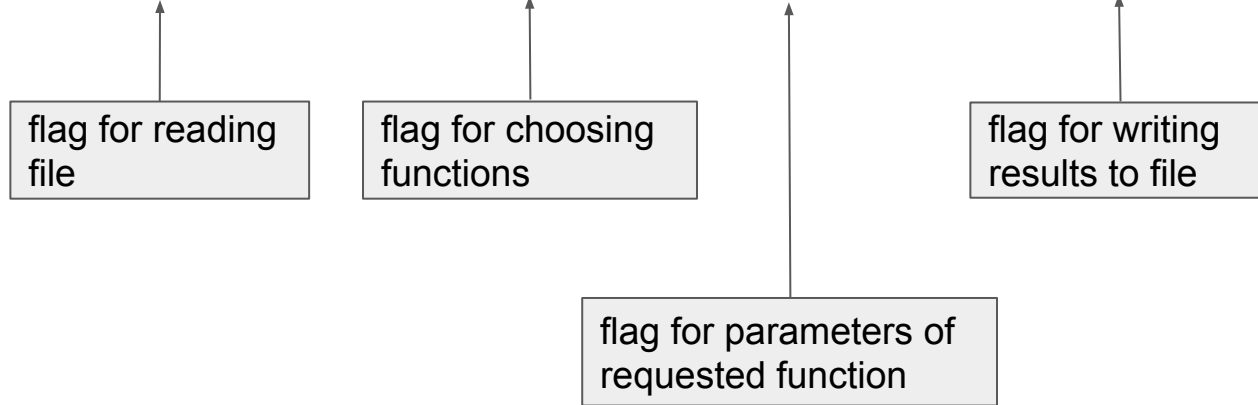 flag for reading
file
flag for choosing
functions
flag for writing
results to file
flag for parameters of
requested function